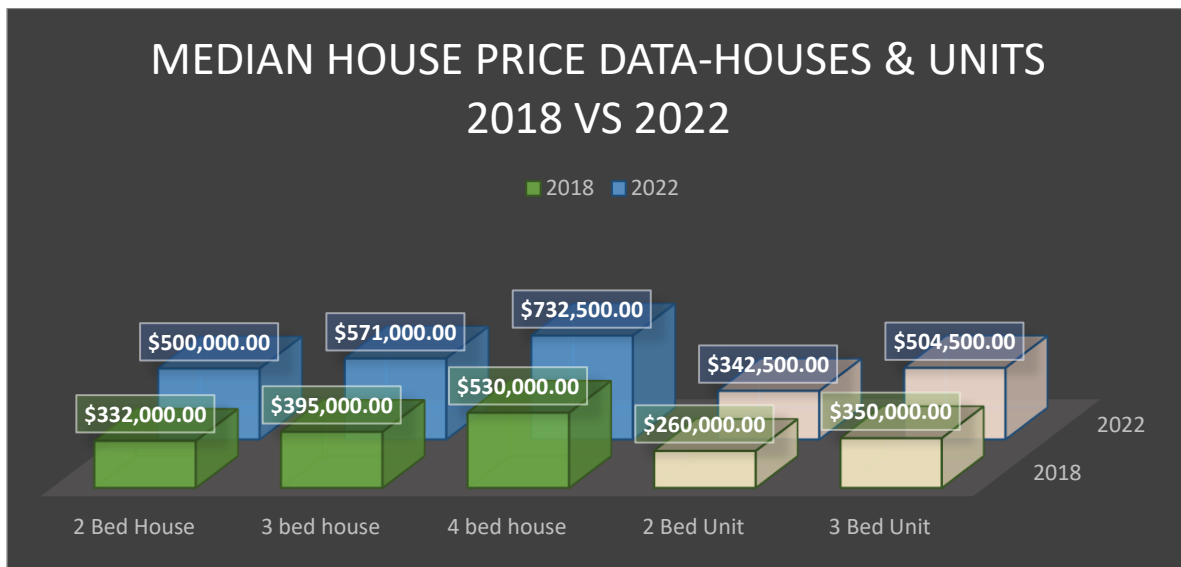 MEDIAN HOUSE PRICE DATA-HOUSES & UNITS
2018 VS 2022
2018 2022
$732,500.00
$500,000.00 $571,000.00 $342,500.00 $504,500.00
$332,000.00 $395,000.00 $530,000.00 $260,000.00 $350,000.00
2022
2018
2 Bed House 3 bed house 4 bed house 2 Bed Unit 3 Bed Unit